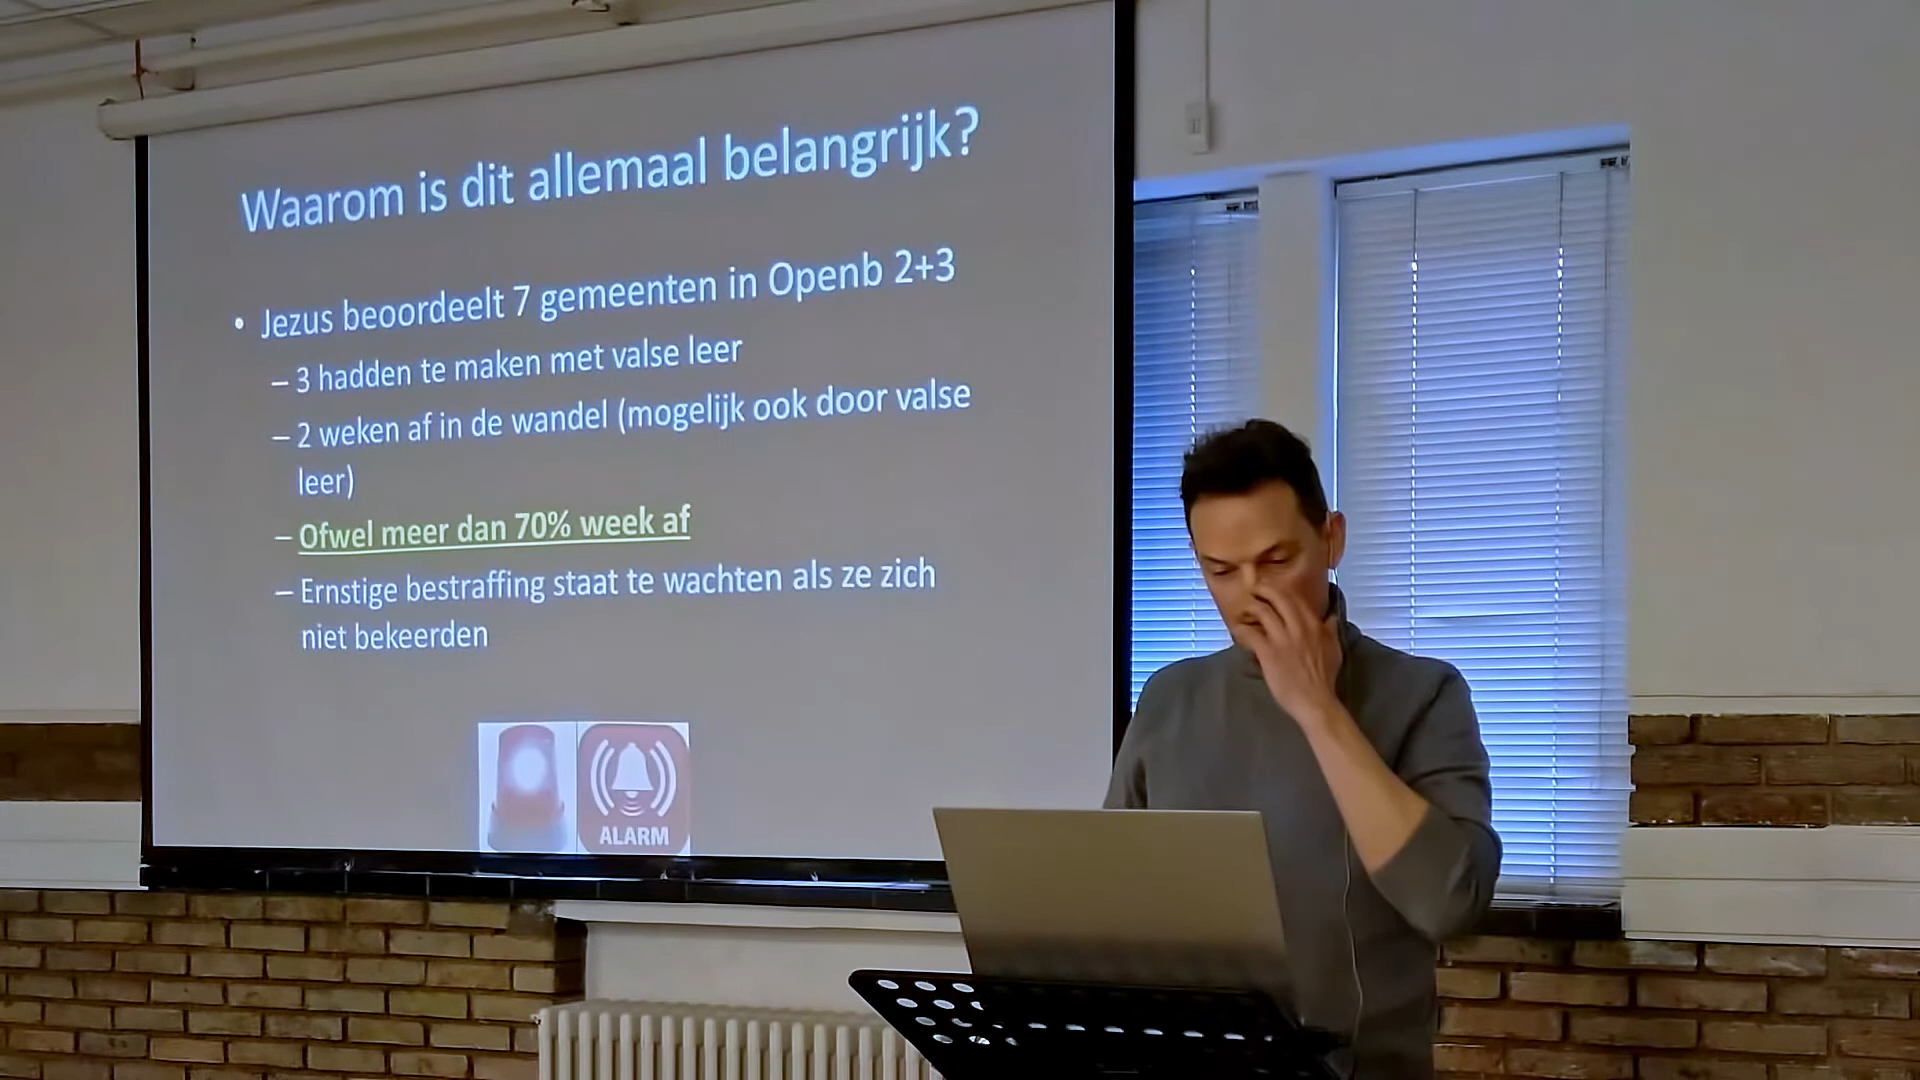 Waarom is dit allemaal belangrijk?
• Jezus beoordeelt 7 gemeenten in Openb 2+3
– 3 hadden te maken met valse leer
– 2 weken af in de wandel (mogelijk ook door valse
leer)
– Ofwel meer dan 70% week af
– Ernstige bestraffing staat te wachten als ze zich
niet bekeerden
ALARM